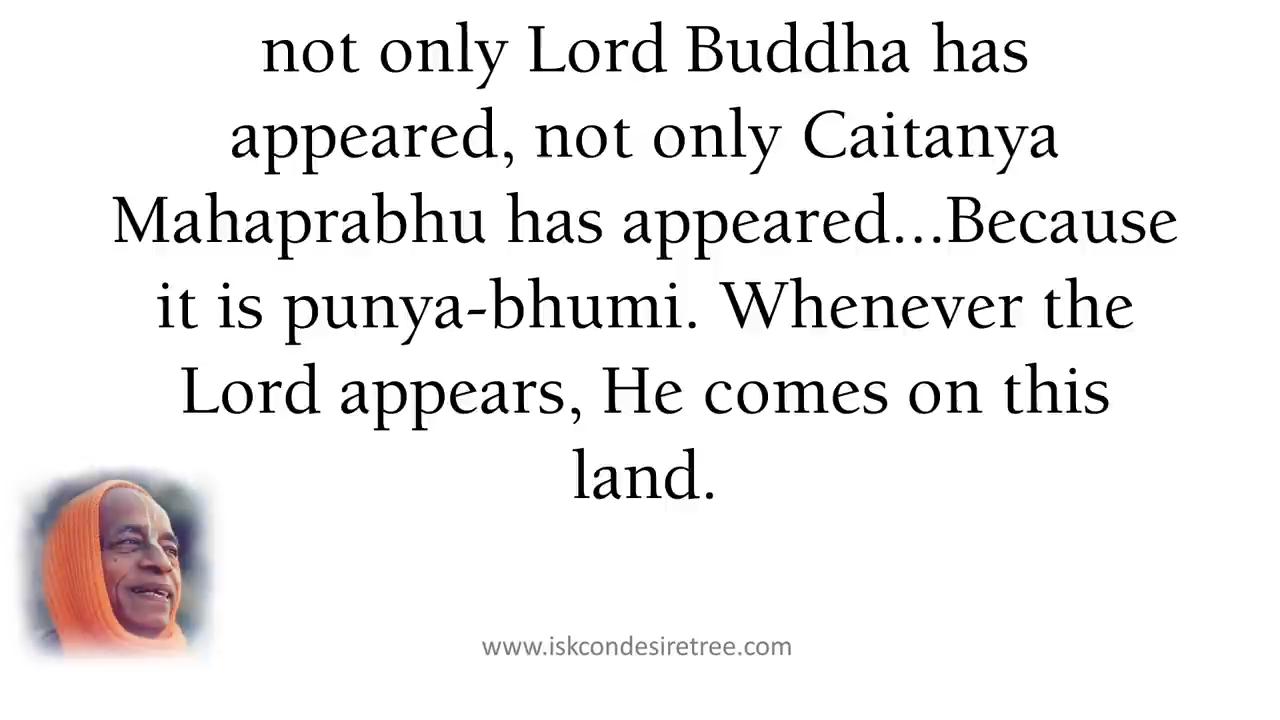 not only Lord Buddha has
appeared, not only Caitanya
Mahaprabhu has appeared...Because
it is punya-bhumi. Whenever the
Lord appears, He comes on this
land.
www.iskcondesiretree.com